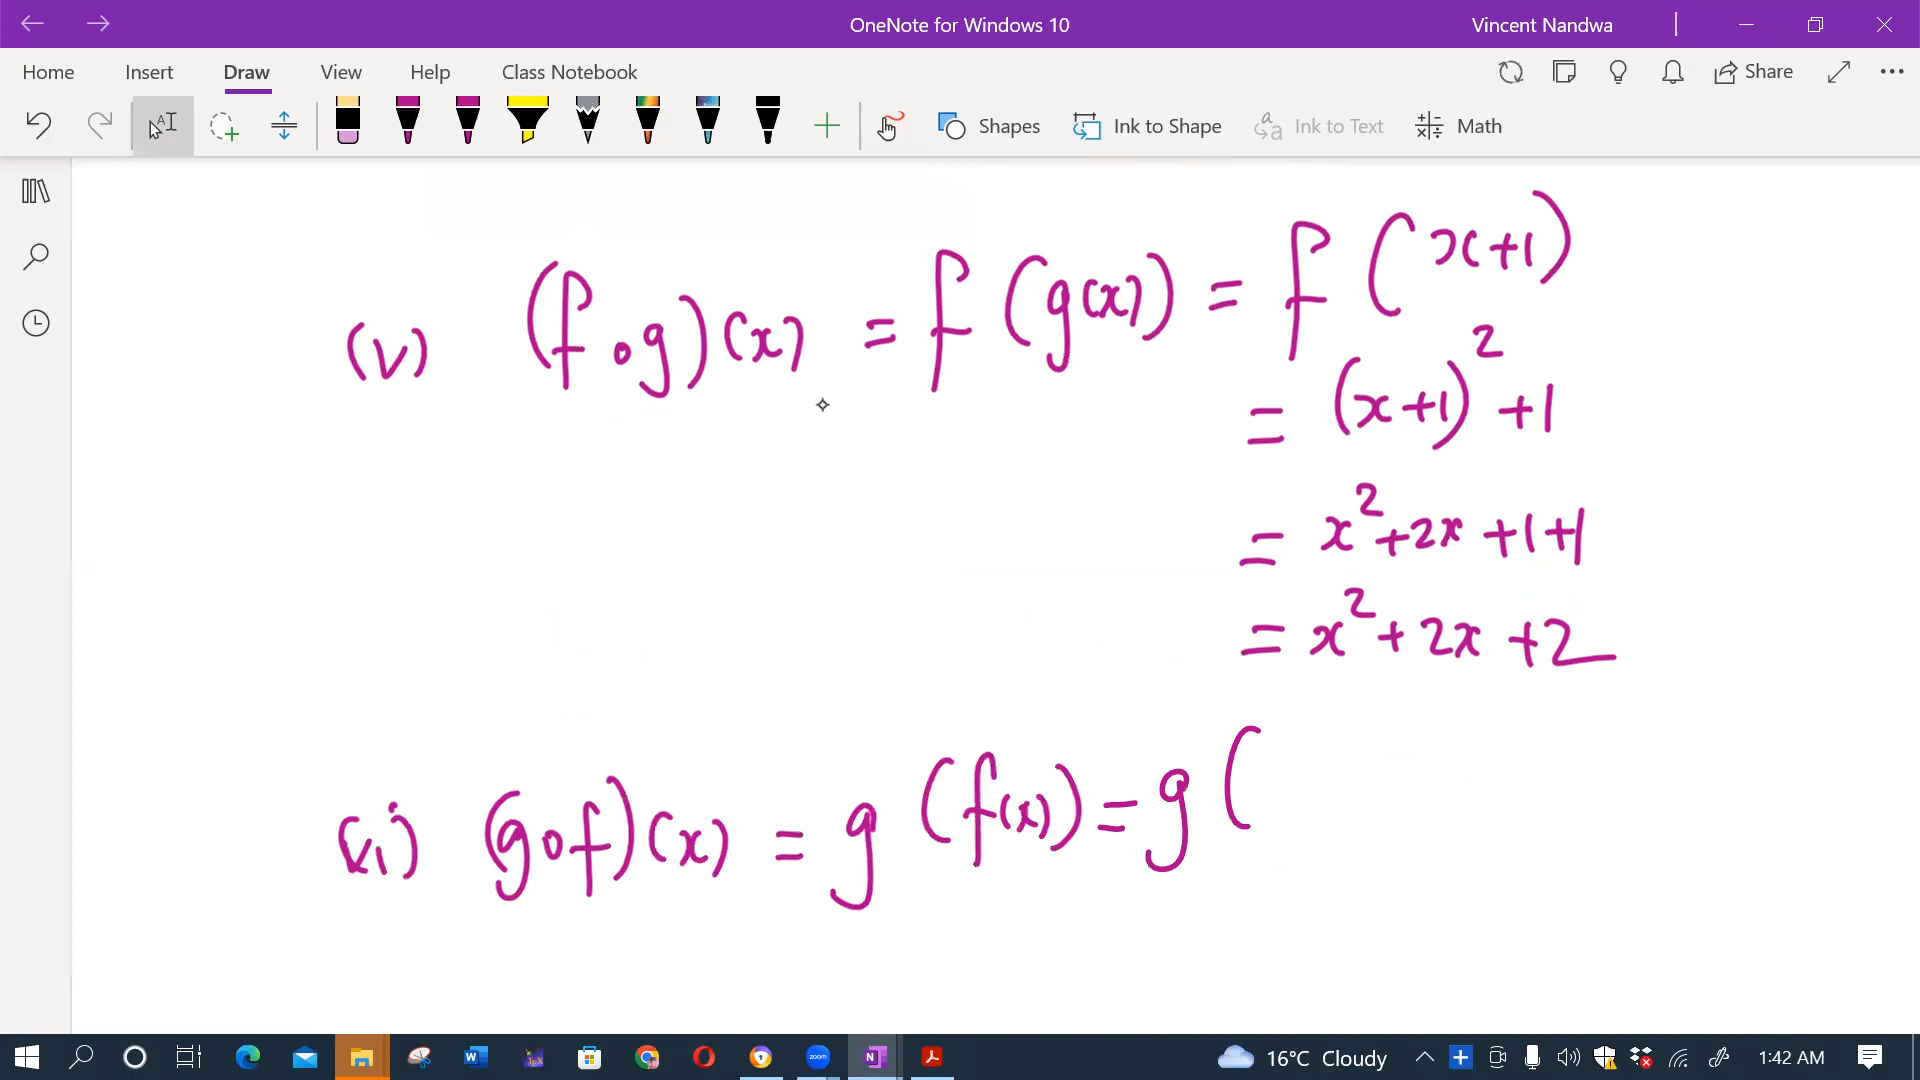 OneNote for Windows 10
Vincent Nandwa
Home Insert Draw View Help Class Notebook Share
Shapes Ink to Shape Ink to Text Math
(v) (f∘g)(x) = f(g(x)) = f(x+1)
= (x+1)² +1
= x²+2x+1+1
= x²+2x+2
(vi) (g∘f)(x) = g(f(x)) = g(
zoom 16°C Cloudy 1:42 AM